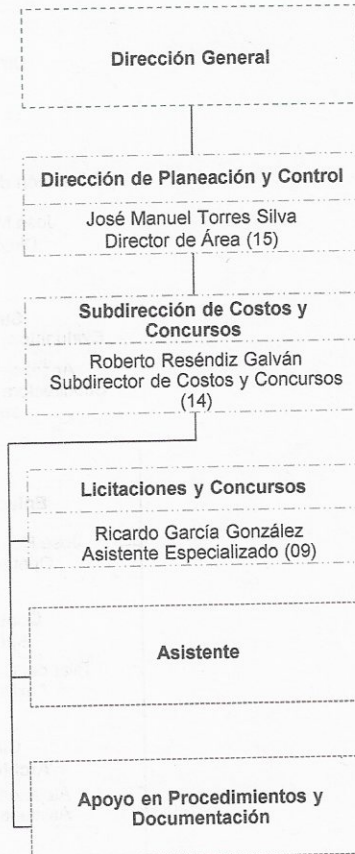 Dirección General
Dirección de Planeación y Control
José Manuel Torres Silva
Director de Área (15)
Subdirección de Costos y
Concursos
Roberto Reséndiz Galván
Subdirector de Costos y Concursos
(14)
Licitaciones y Concursos
Ricardo García González
Asistente Especializado (09)
Asistente
Apoyo en Procedimientos y
Documentación